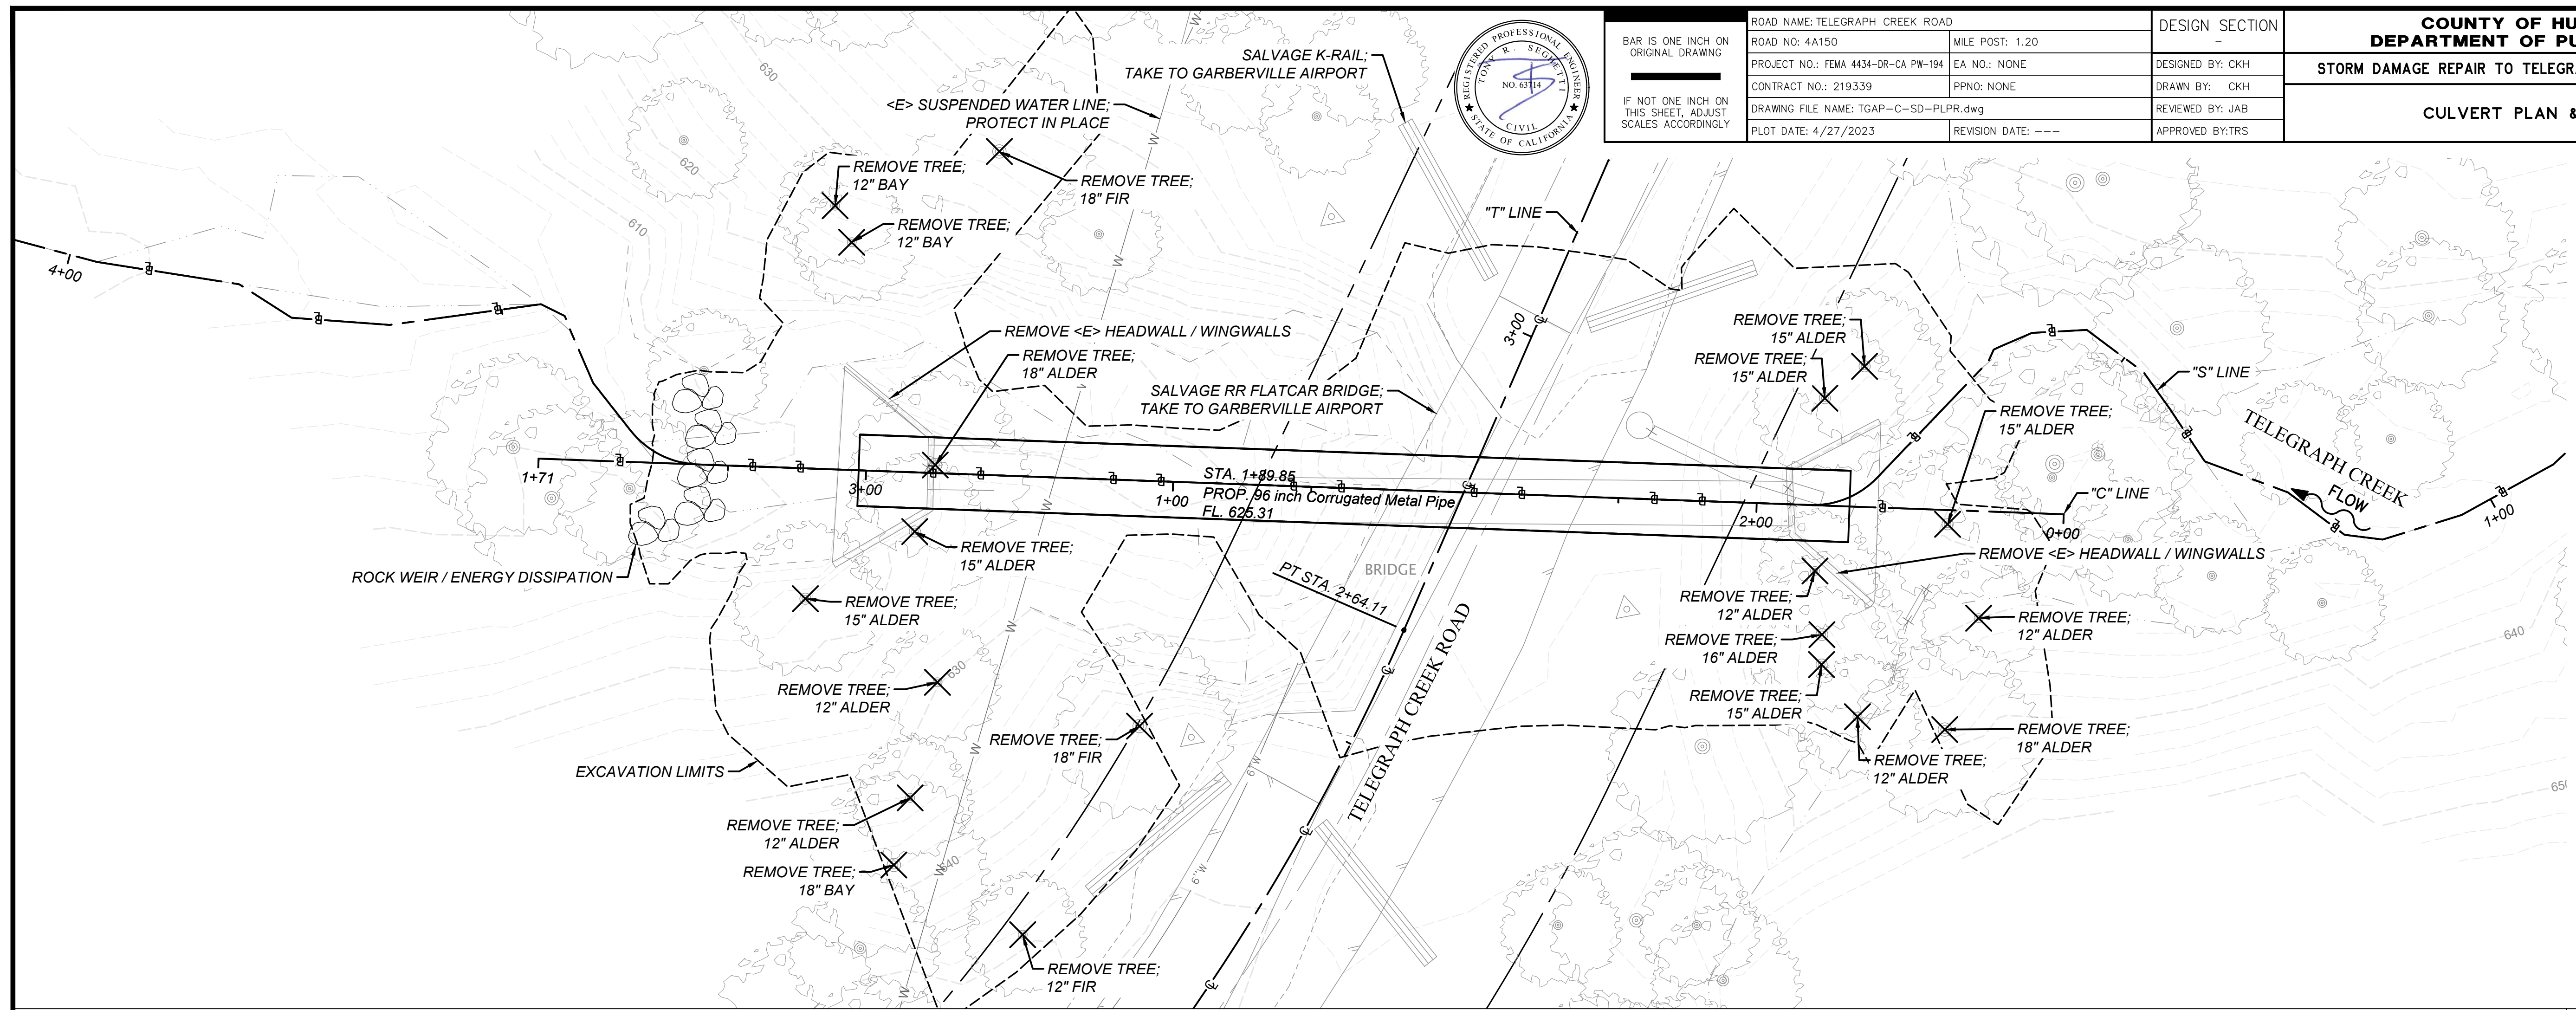 SALVAGE K-RAIL;
TAKE TO GARBERVILLE AIRPORT
<E> SUSPENDED WATER LINE;
PROTECT IN PLACE
REGISTERED PROFESSIONAL ENGINEER
TONY R. SEGHETTI
NO. 63714
CIVIL
STATE OF CALIFORNIA
BAR IS ONE INCH ON
ORIGINAL DRAWING
IF NOT ONE INCH ON
THIS SHEET, ADJUST
SCALES ACCORDINGLY
ROAD NAME: TELEGRAPH CREEK ROAD
ROAD NO: 4A150
MILE POST: 1.20
PROJECT NO.: FEMA 4434-DR-CA PW-194
EA NO.: NONE
CONTRACT NO.: 219339
PPNO: NONE
DRAWING FILE NAME: TGAP-C-SD-PLPR.dwg
PLOT DATE: 4/27/2023
REVISION DATE: ---
DESIGN SECTION
-
DESIGNED BY: CKH
DRAWN BY: CKH
REVIEWED BY: JAB
APPROVED BY:TRS
COUNTY OF HU
DEPARTMENT OF PU
STORM DAMAGE REPAIR TO TELEGR
CULVERT PLAN &
630
620
610
W
W
REMOVE TREE;
12" BAY
REMOVE TREE;
18" FIR
REMOVE TREE;
12" BAY
W
"T" LINE
4+00
3+00
REMOVE <E> HEADWALL / WINGWALLS
REMOVE TREE;
18" ALDER
SALVAGE RR FLATCAR BRIDGE;
TAKE TO GARBERVILLE AIRPORT
REMOVE TREE;
15" ALDER
REMOVE TREE;
15" ALDER
"S" LINE
REMOVE TREE;
15" ALDER
TELEGRAPH CREEK
FLOW
1+00
1+71
3+00
1+00
STA. 1+89.85
PROP. 96 inch Corrugated Metal Pipe
FL. 625.31
2+00
"C" LINE
0+00
W
REMOVE TREE;
15" ALDER
REMOVE <E> HEADWALL / WINGWALLS
ROCK WEIR / ENERGY DISSIPATION
BRIDGE
PT STA. 2+64.11
REMOVE TREE;
15" ALDER
REMOVE TREE;
12" ALDER
REMOVE TREE;
12" ALDER
W
640
REMOVE TREE;
16" ALDER
630
REMOVE TREE;
12" ALDER
REMOVE TREE;
15" ALDER
TELEGRAPH CREEK ROAD
REMOVE TREE;
18" FIR
REMOVE TREE;
18" ALDER
W
6"W
EXCAVATION LIMITS
REMOVE TREE;
12" ALDER
REMOVE TREE;
12" ALDER
REMOVE TREE;
18" BAY
W
640
6"W
REMOVE TREE;
12" FIR
W